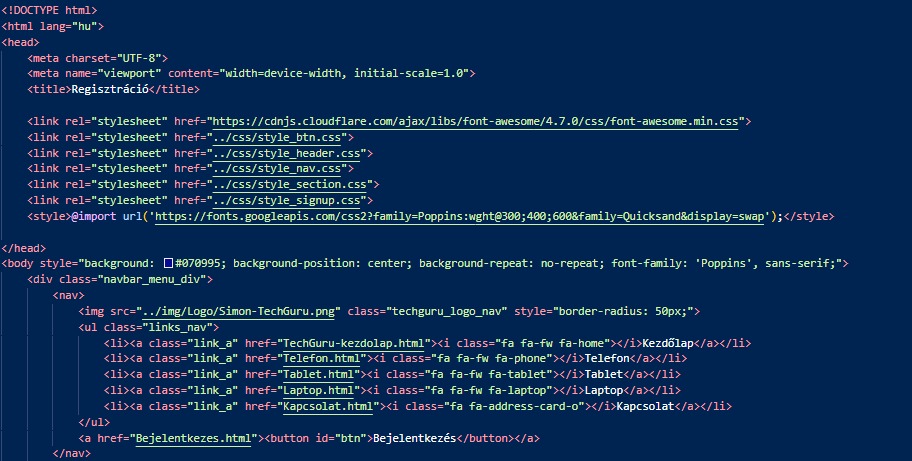 <!DOCTYPE html>
<html lang="hu">
<head>
    <meta charset="UTF-8">
    <meta name="viewport" content="width=device-width, initial-scale=1.0">
    <title>Regisztráció</title>

    <link rel="stylesheet" href="https://cdnjs.cloudflare.com/ajax/libs/font-awesome/4.7.0/css/font-awesome.min.css">
    <link rel="stylesheet" href="../css/style_btn.css">
    <link rel="stylesheet" href="../css/style_header.css">
    <link rel="stylesheet" href="../css/style_nav.css">
    <link rel="stylesheet" href="../css/style_section.css">
    <link rel="stylesheet" href="../css/style_signup.css">
    <style>@import url('https://fonts.googleapis.com/css2?family=Poppins:wght@300;400;600&family=Quicksand&display=swap');</style>

</head>
<body style="background: #070995; background-position: center; background-repeat: no-repeat; font-family: 'Poppins', sans-serif;">
    <div class="navbar_menu_div">
        <nav>
            <img src="../img/Logo/Simon-TechGuru.png" class="techguru_logo_nav" style="border-radius: 50px;">
            <ul class="links_nav">
                <li><a class="link_a" href="TechGuru-kezdolap.html"><i class="fa fa-fw fa-home"></i>Kezdőlap</a></li>
                <li><a class="link_a" href="Telefon.html"><i class="fa fa-fw fa-phone"></i>Telefon</a></li>
                <li><a class="link_a" href="Tablet.html"><i class="fa fa-fw fa-tablet"></i>Tablet</a></li>
                <li><a class="link_a" href="Laptop.html"><i class="fa fa-fw fa-laptop"></i>Laptop</a></li>
                <li><a class="link_a" href="Kapcsolat.html"><i class="fa fa-address-card-o"></i>Kapcsolat</a></li>
            </ul>
            <a href="Bejelentkezes.html"><button id="btn">Bejelentkezés</button></a>
        </nav>